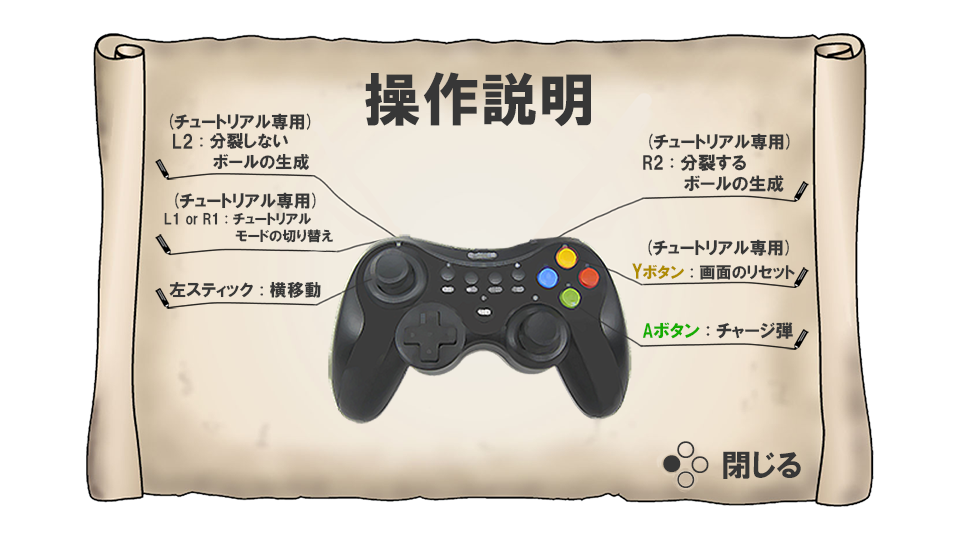 操作説明
(チュートリアル専用)
L2:分裂しない
ボールの生成
(チュートリアル専用)
L1 or R1:チュートリアル
モードの切り替え
左スティック:横移動
(チュートリアル専用)
R2:分裂する
ボールの生成
(チュートリアル専用)
Yボタン:画面のリセット
Aボタン:チャージ弾
閉じる